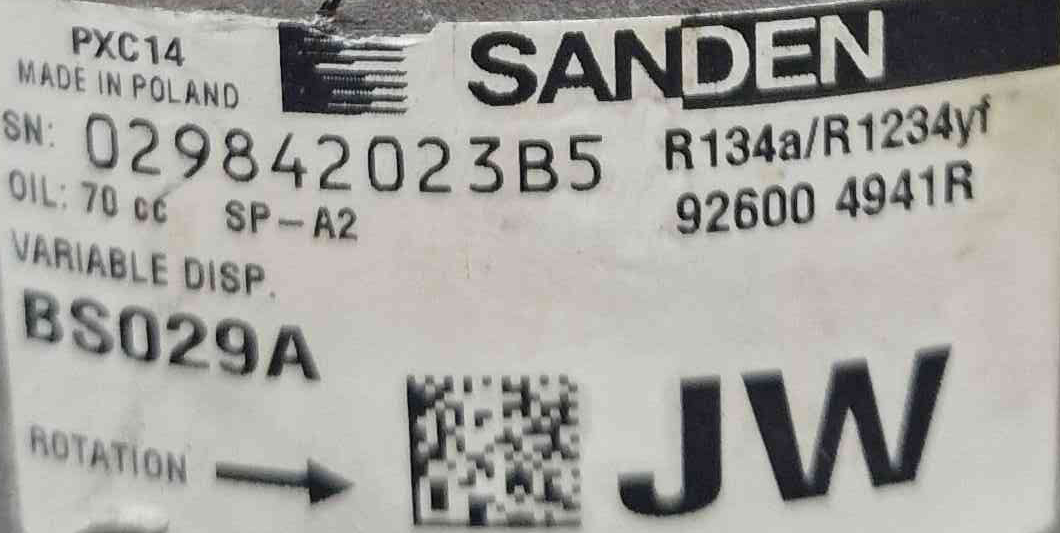 PXC14
SANDEN
MADE IN POLAND
SN: 029842023B5
R134a/R1234yf
OIL: 70 cc SP-A2
92600 4941R
VARIABLE DISP.
BS029A
JW
ROTATION